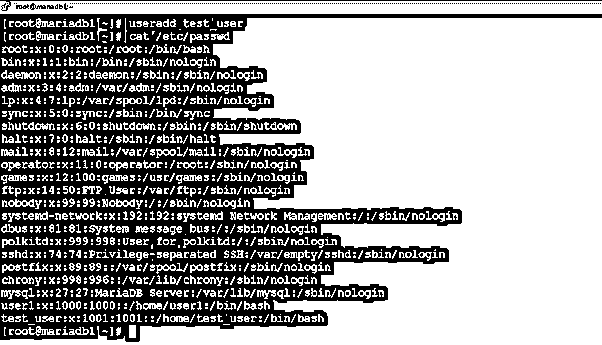 root@mariadb1:~
[root@mariadb1 ~]# useradd test_user
[root@mariadb1 ~]# cat /etc/passwd
root:x:0:0:root:/root:/bin/bash
bin:x:1:1:bin:/bin:/sbin/nologin
daemon:x:2:2:daemon:/sbin:/sbin/nologin
adm:x:3:4:adm:/var/adm:/sbin/nologin
lp:x:4:7:lp:/var/spool/lpd:/sbin/nologin
sync:x:5:0:sync:/sbin:/bin/sync
shutdown:x:6:0:shutdown:/sbin:/sbin/shutdown
halt:x:7:0:halt:/sbin:/sbin/halt
mail:x:8:12:mail:/var/spool/mail:/sbin/nologin
operator:x:11:0:operator:/root:/sbin/nologin
games:x:12:100:games:/usr/games:/sbin/nologin
ftp:x:14:50:FTP User:/var/ftp:/sbin/nologin
nobody:x:99:99:Nobody:/:/sbin/nologin
systemd-network:x:192:192:systemd Network Management:/:/sbin/nologin
dbus:x:81:81:System message bus:/:/sbin/nologin
polkitd:x:999:998:User for polkitd:/:/sbin/nologin
sshd:x:74:74:Privilege-separated SSH:/var/empty/sshd:/sbin/nologin
postfix:x:89:89::/var/spool/postfix:/sbin/nologin
chrony:x:998:996::/var/lib/chrony:/sbin/nologin
mysql:x:27:27:MariaDB Server:/var/lib/mysql:/sbin/nologin
user1:x:1000:1000::/home/user1:/bin/bash
test_user:x:1001:1001::/home/test_user:/bin/bash
[root@mariadb1 ~]#